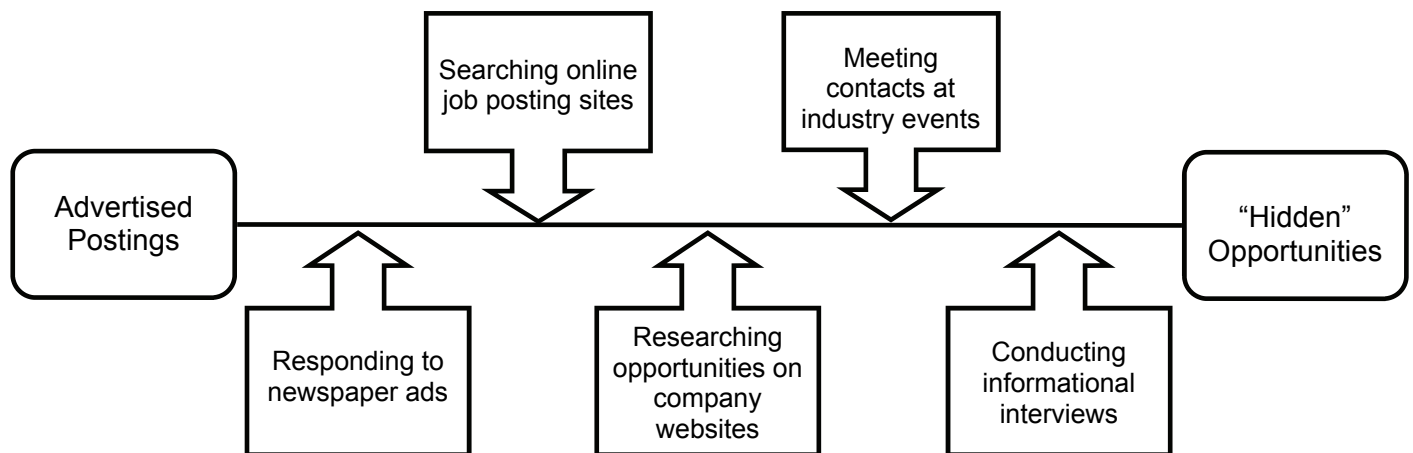 Searching online
job posting sites
Meeting
contacts at
industry events
Advertised
Postings
“Hidden”
Opportunities
Responding to
newspaper ads
Researching
opportunities on
company
websites
Conducting
informational
interviews